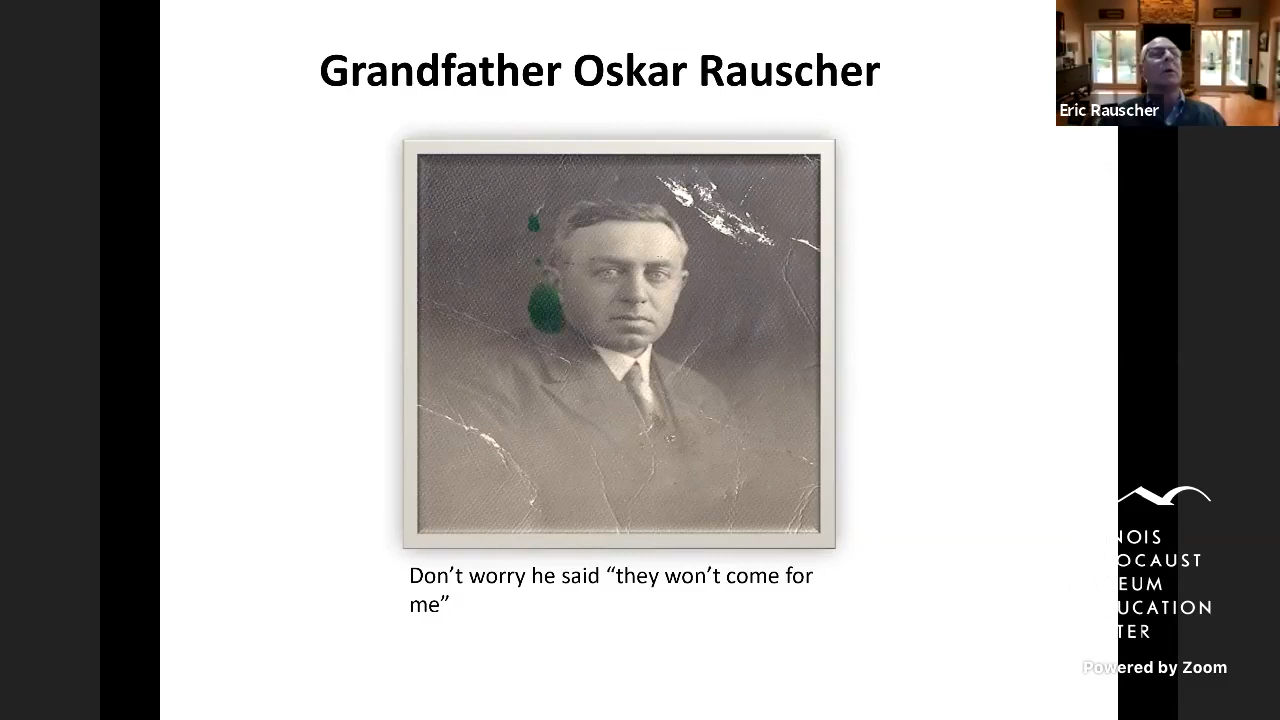 Grandfather Oskar Rauscher
Eric Rauscher
Don’t worry he said “they won’t come for
me”
NOIS
OCAUST
EUM
UCATION
TER
Powered by Zoom